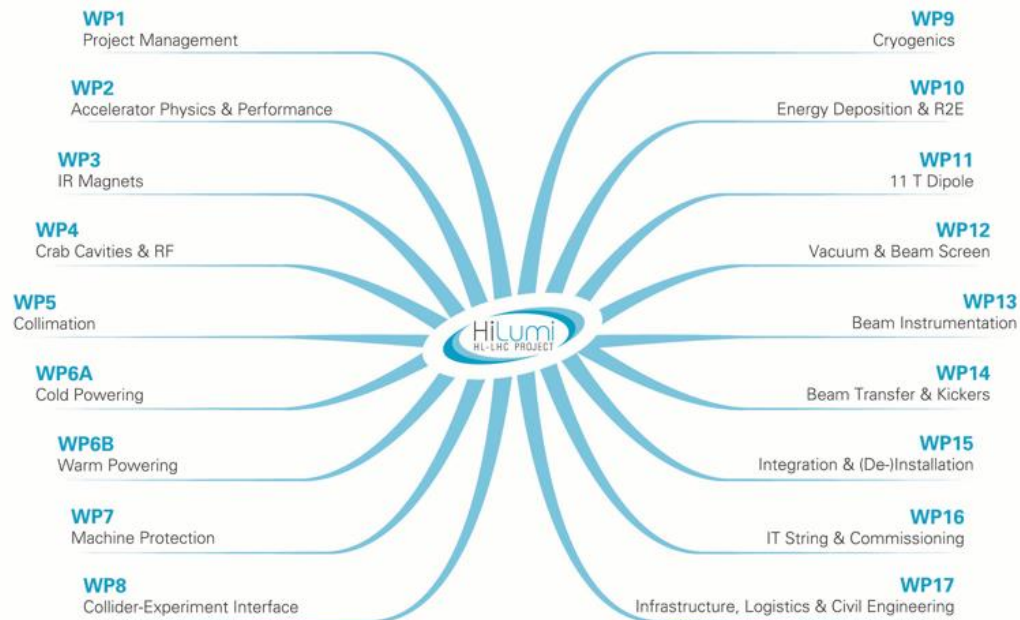 WP1
Project Management
WP2
Accelerator Physics & Performance
WP3
IR Magnets
WP4
Crab Cavities & RF
WP5
Collimation
WP6A
Cold Powering
WP6B
Warm Powering
WP7
Machine Protection
WP8
Collider-Experiment Interface
HiLumi
HL-LHC PROJECT
WP9
Cryogenics
WP10
Energy Deposition & R2E
WP11
11 T Dipole
WP12
Vacuum & Beam Screen
WP13
Beam Instrumentation
WP14
Beam Transfer & Kickers
WP15
Integration & (De-)Installation
WP16
IT String & Commissioning
WP17
Infrastructure, Logistics & Civil Engineering